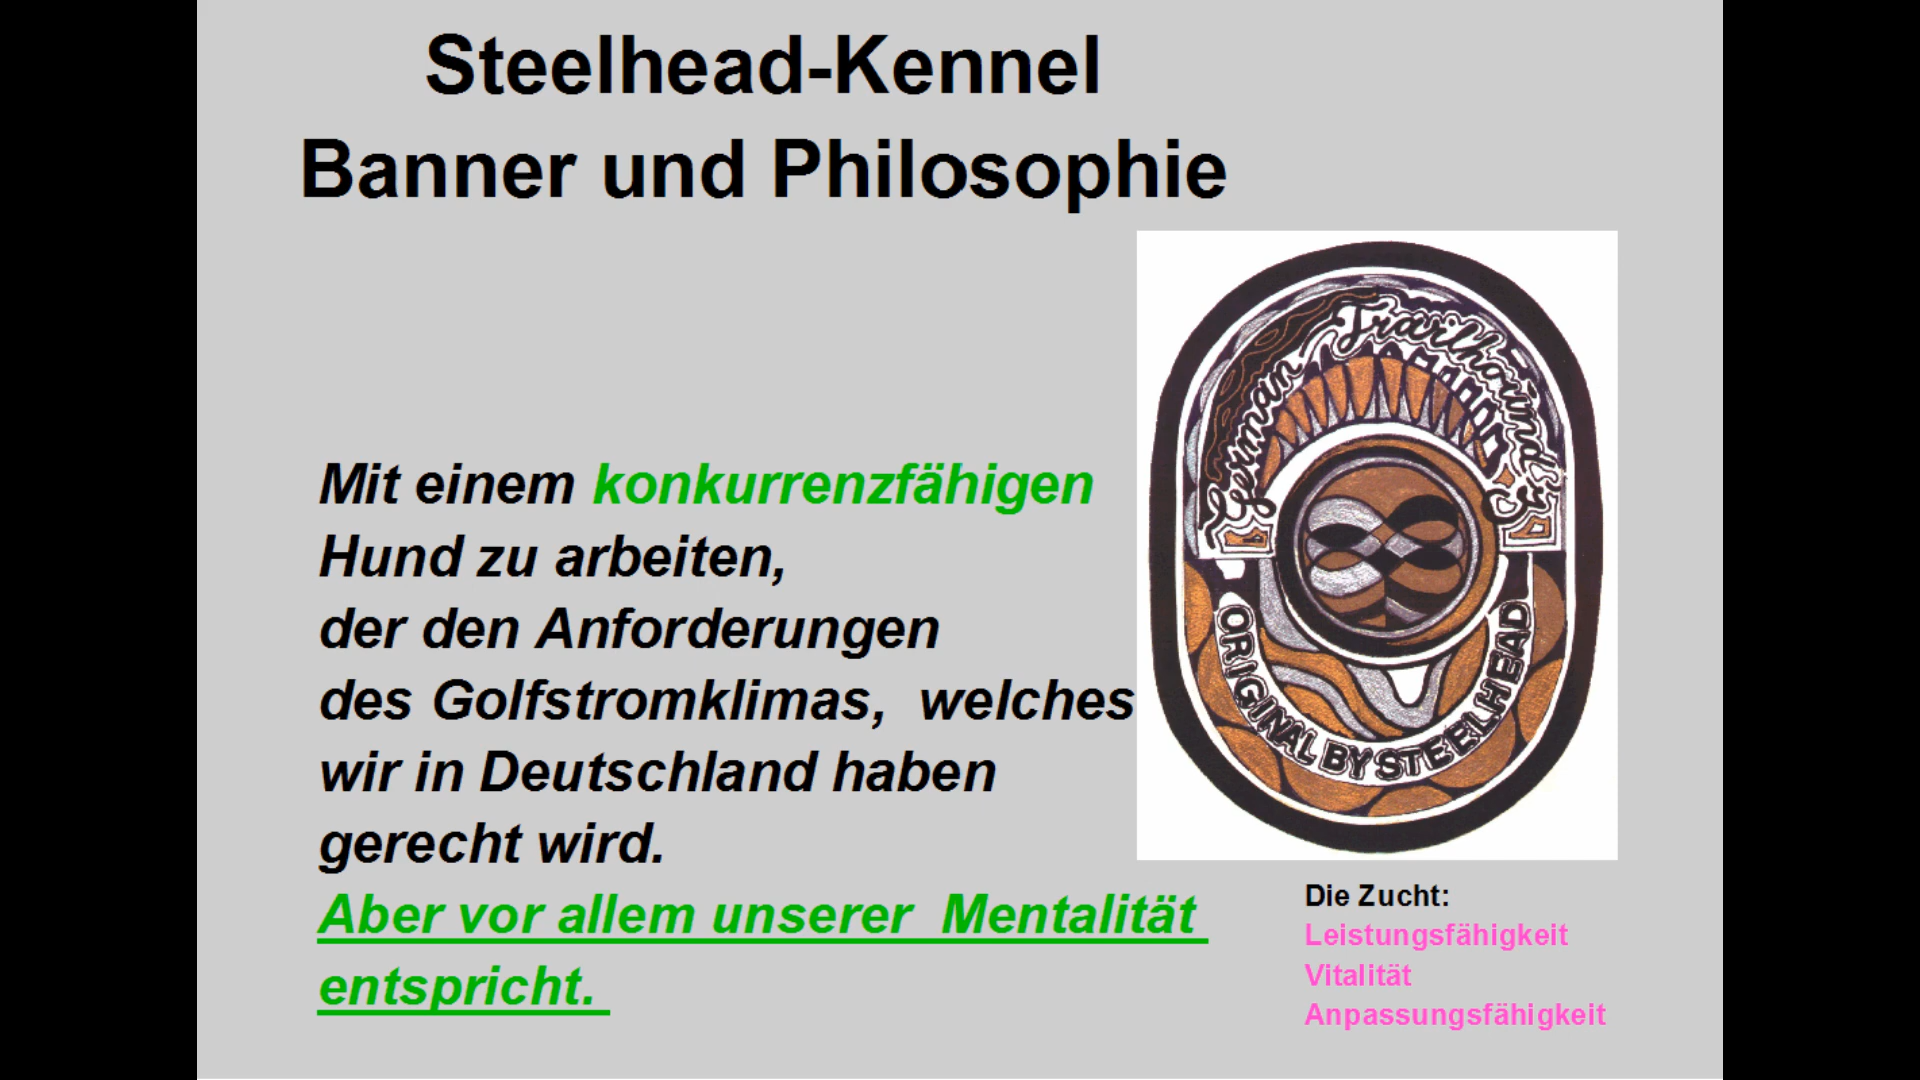 Steelhead-Kennel
Banner und Philosophie
Mit einem konkurrenzfähigen
Hund zu arbeiten,
der den Anforderungen
des Golfstromklimas, welches
wir in Deutschland haben
gerecht wird.
Aber vor allem unserer Mentalität
entspricht.
German Trailhoundz
ORIGINAL BY STEELHEAD
Die Zucht:
Leistungsfähigkeit
Vitalität
Anpassungsfähigkeit